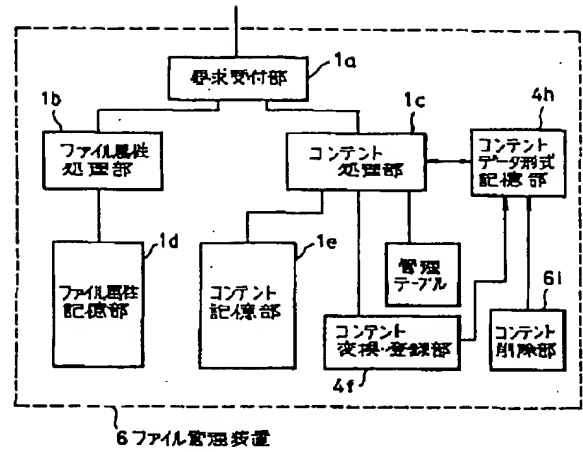 1a
要求受付部
1b
ファイル属性
処理部
1c
コンテント
処理部
4h
コンテント
データ形式
記憶部
1d
ファイル属性
記憶部
1e
コンテント
記憶部
管理
テーブル
6i
コンテント
削除部
コンテント
変換・登録部
4f
6 ファイル管理装置